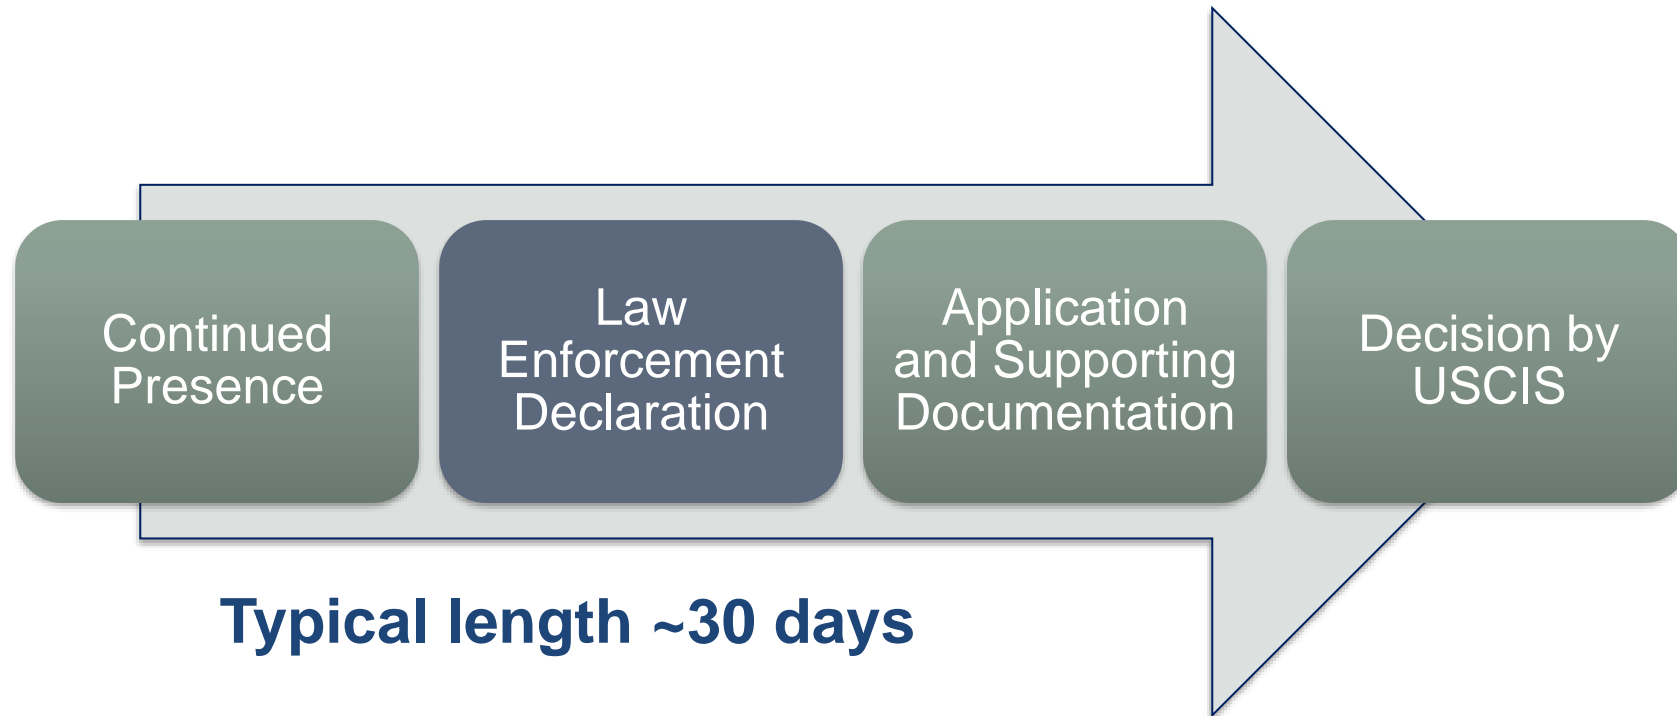 Continued
Presence
Law
Enforcement
Declaration
Application
and Supporting
Documentation
Decision by
USCIS
Typical length ~30 days